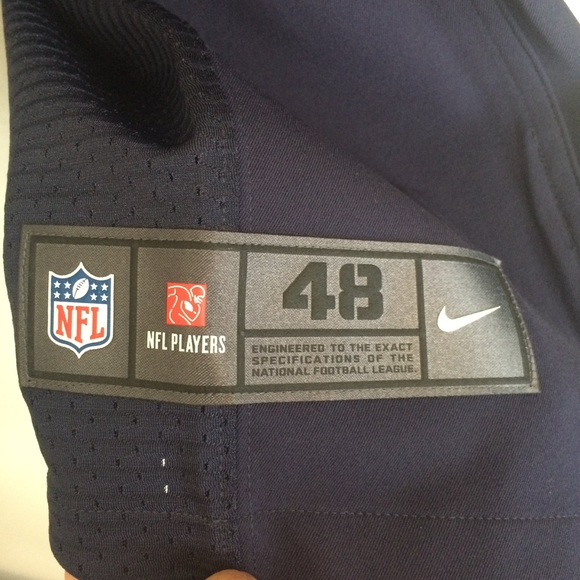 NFL
NFL PLAYERS
48
ENGINEERED TO THE EXACT
SPECIFICATIONS OF THE
NATIONAL FOOTBALL LEAGUE.